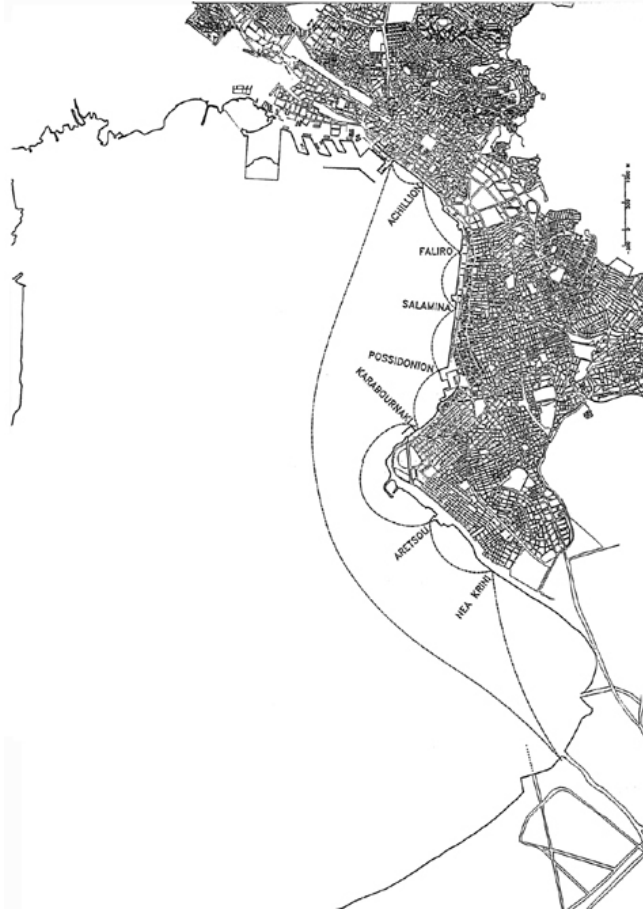 ACHILLION
FALIRO
SALAMINA
POSSIDONION
KARABOURNAKI
ARETSOU
NEA KRINI